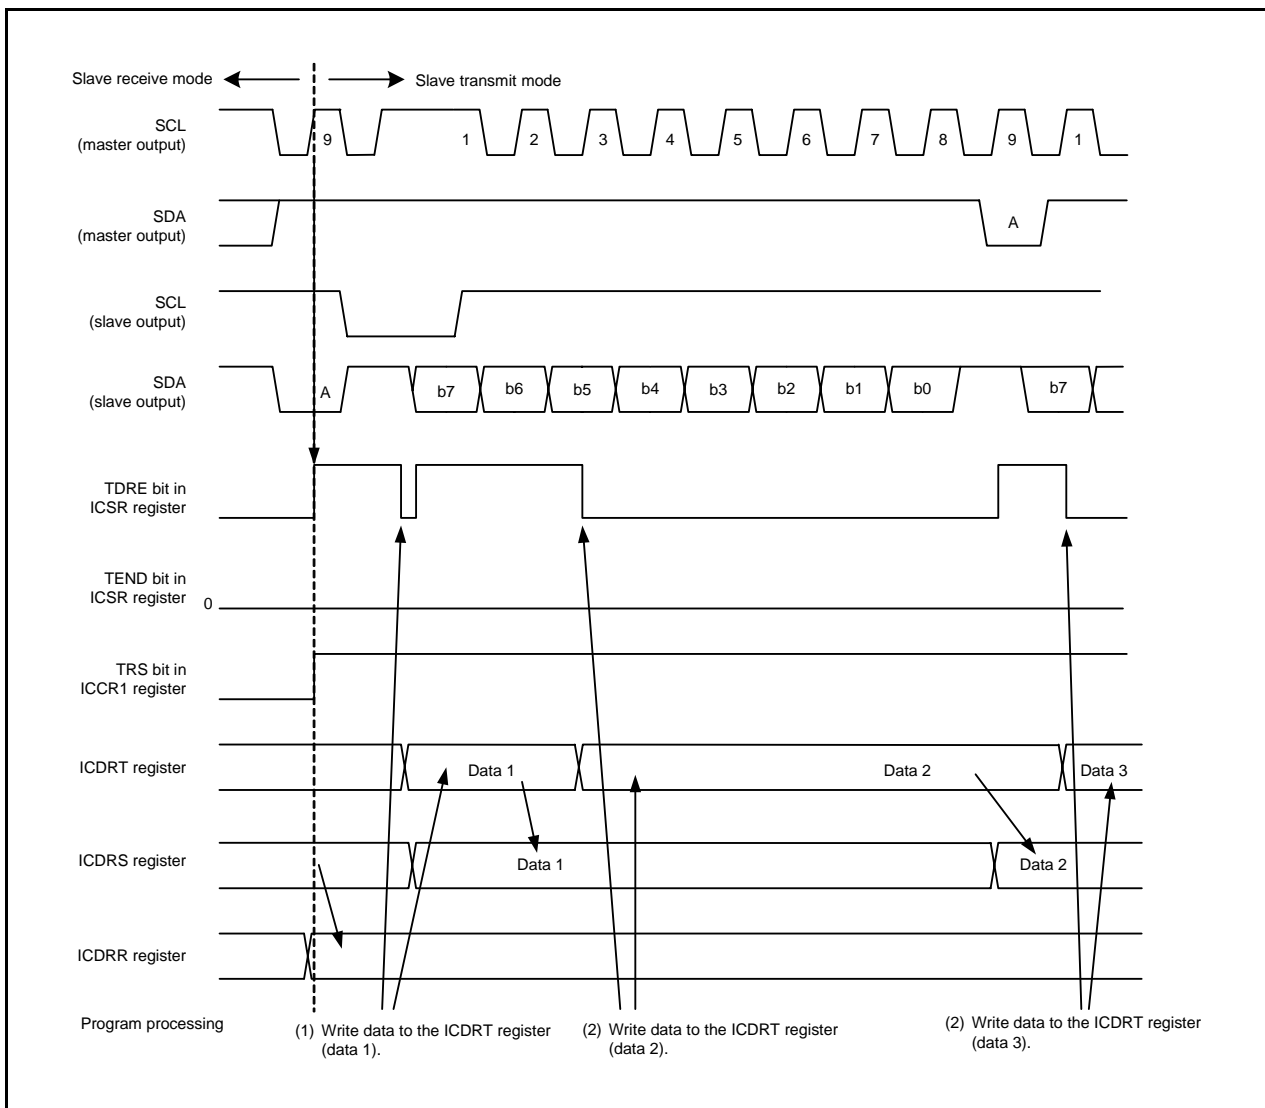 Slave receive mode
Slave transmit mode
SCL
(master output)
9 1 2 3 4 5 6 7 8 9 1
SDA
(master output)
A
SCL
(slave output)
SDA
(slave output)
A b7 b6 b5 b4 b3 b2 b1 b0 b7
TDRE bit in
ICSR register
TEND bit in
ICSR register
0
TRS bit in
ICCR1 register
ICDRT register
Data 1
Data 2
Data 3
ICDRS register
Data 1
Data 2
ICDRR register
Program processing
(1) Write data to the ICDRT register
(data 1).
(2) Write data to the ICDRT register
(data 2).
(2) Write data to the ICDRT register
(data 3).